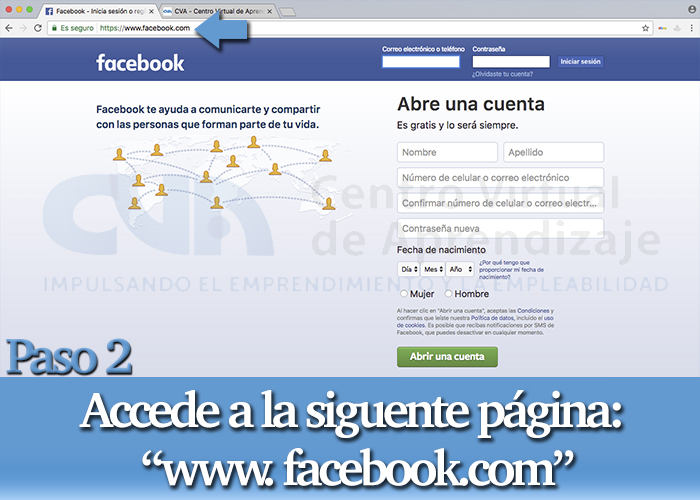 Facebook - Inicia sesión o regi
CVA - Centro Virtual de Apren
Es seguro
https://www.facebook.com
facebook
Correo electrónico o teléfono
Contraseña
Iniciar sesión
¿Olvidaste tu cuenta?
Facebook te ayuda a comunicarte y compartir
con las personas que forman parte de tu vida.
Abre una cuenta
Es gratis y lo será siempre.
Nombre
Apellido
Número de celular o correo electrónico
Confirmar número de celular o correo electr...
Contraseña nueva
Fecha de nacimiento
Día
Mes
Año
¿Por qué tengo que
proporcionar mi fecha de
nacimiento?
Mujer
Hombre
Al hacer clic en "Abrir una cuenta", aceptas las Condiciones y
confirmas que leíste nuestra Política de datos, incluido el uso
de cookies. Es posible que recibas notificaciones por SMS de
Facebook, que puedes desactivar en cualquier momento.
Abrir una cuenta
CVA
Centro Virtual
de Aprendizaje
IMPULSANDO EL EMPRENDIMIENTO Y LA EMPLEABILIDAD
Paso 2
Accede a la siguente página:
“www. facebook.com”